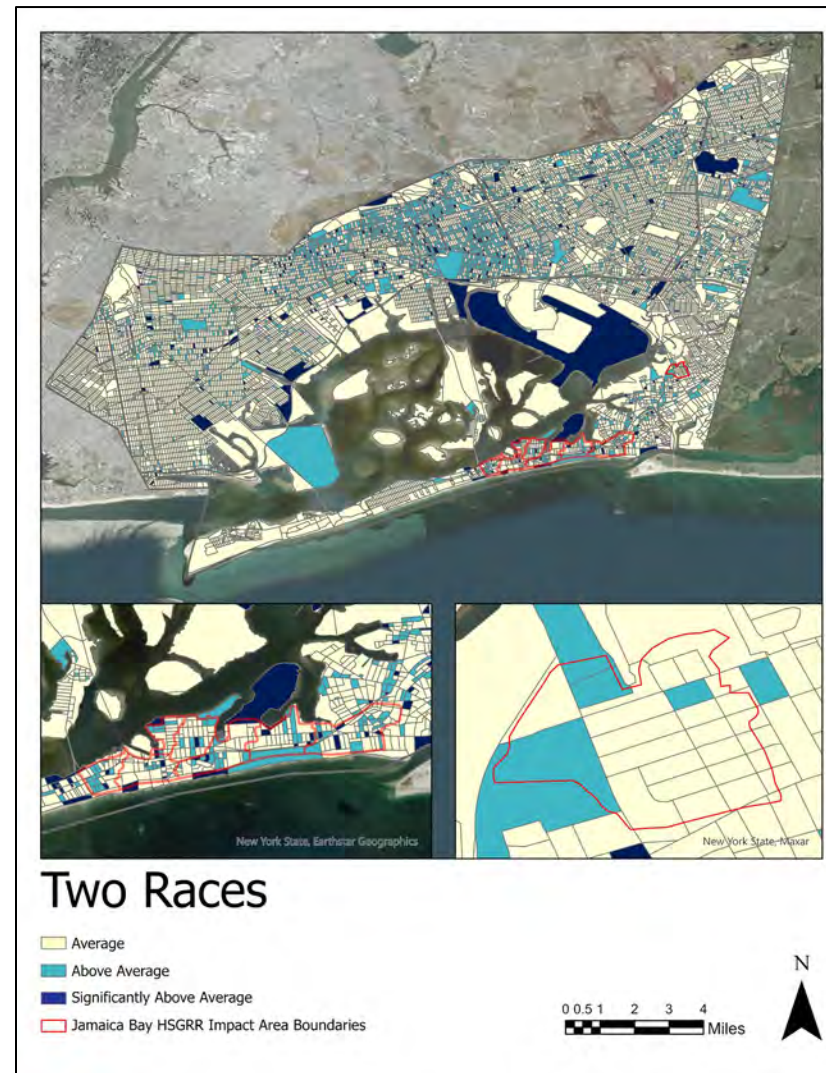 New York State, Earthstar Geographics
New York State, Maxar
Two Races
Average
Above Average
Significantly Above Average
Jamaica Bay HSGRR Impact Area Boundaries
N
0 0.5 1 2 3 4
Miles